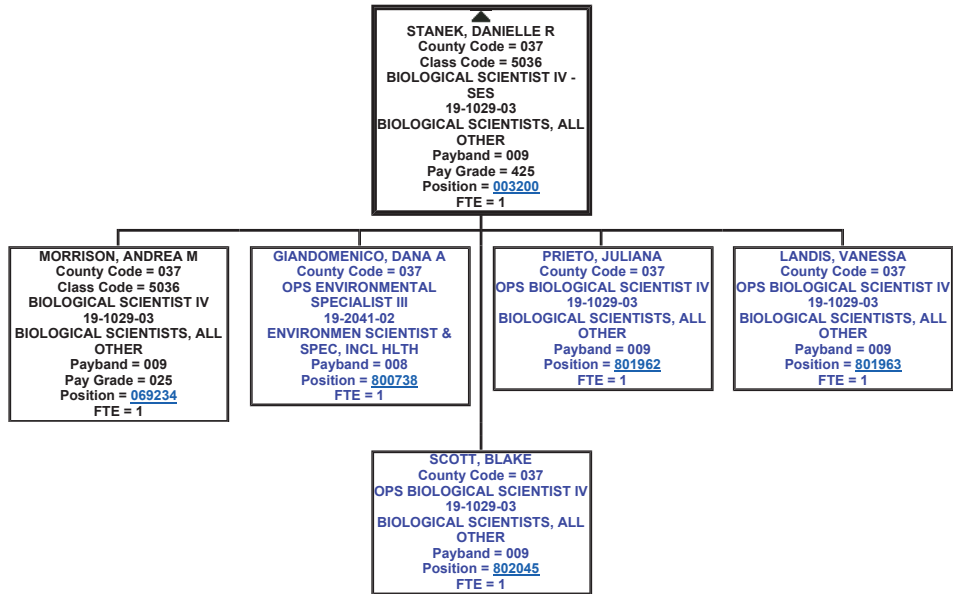 STANEK, DANIELLE R
County Code = 037
Class Code = 5036
BIOLOGICAL SCIENTIST IV -
SES
19-1029-03
BIOLOGICAL SCIENTISTS, ALL
OTHER
Payband = 009
Pay Grade = 425
Position = 003200
FTE = 1
MORRISON, ANDREA M
County Code = 037
Class Code = 5036
BIOLOGICAL SCIENTIST IV
19-1029-03
BIOLOGICAL SCIENTISTS, ALL
OTHER
Payband = 009
Pay Grade = 025
Position = 069234
FTE = 1
GIANDOMENICO, DANA A
County Code = 037
OPS ENVIRONMENTAL
SPECIALIST III
19-2041-02
ENVIRONMEN SCIENTIST &
SPEC, INCL HLTH
Payband = 008
Position = 800738
FTE = 1
PRIETO, JULIANA
County Code = 037
OPS BIOLOGICAL SCIENTIST IV
19-1029-03
BIOLOGICAL SCIENTISTS, ALL
OTHER
Payband = 009
Position = 801962
FTE = 1
LANDIS, VANESSA
County Code = 037
OPS BIOLOGICAL SCIENTIST IV
19-1029-03
BIOLOGICAL SCIENTISTS, ALL
OTHER
Payband = 009
Position = 801963
FTE = 1
SCOTT, BLAKE
County Code = 037
OPS BIOLOGICAL SCIENTIST IV
19-1029-03
BIOLOGICAL SCIENTISTS, ALL
OTHER
Payband = 009
Position = 802045
FTE = 1